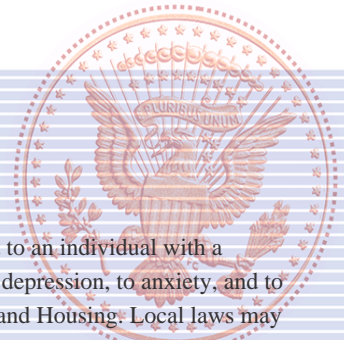 PLURIBUS UNUM
to an individual with a
depression, to anxiety, and to
and Housing. Local laws may